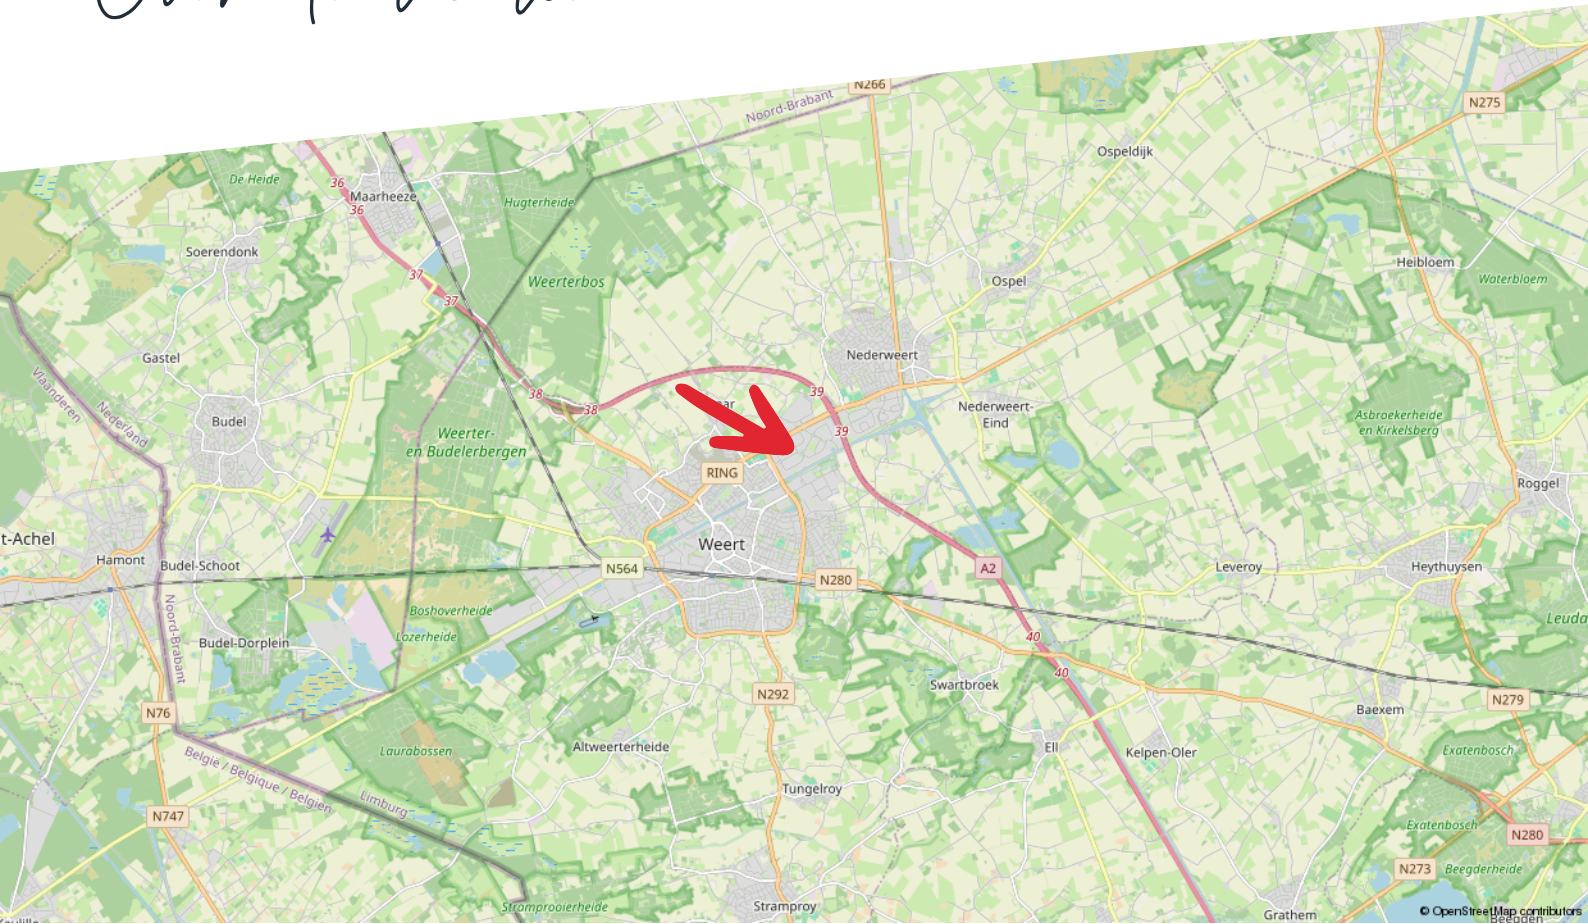 N266
Noord-Brabant
N275
Ospeldijk
De Heide
36
Maarheeze
36
Hugterheide
Soerendonk
Heibloem
37
Weerterbos
Ospel
Waterbloem
37
Gastel
Nederweert
Vlaanderen
Nederland
38
38
39
Nederweert-
Eind
Budel
39
Asbroekerheide
en Kirkelsberg
Weerter-
en Budelerbergen
RING
Roggel
t-Achel
Weert
Hamont
Budel-Schoot
N564
N280
A2
Leveroy
Heythuysen
Noord-Brabant
Boshoverheide
Lozerheide
Leuda
Budel-Dorplein
40
40
Swartbroek
N292
N279
N76
Baexem
Laurabossen
Altweerterheide
Ell
Kelpen-Oler
Exatenbosch
België / Belgique / Belgien
Limburg
Tungelroy
N747
Exatenbosch
N280
N273
Beegderheide
Stramprooierheide
Stramproy
Grathem
© OpenStreetMap contributors